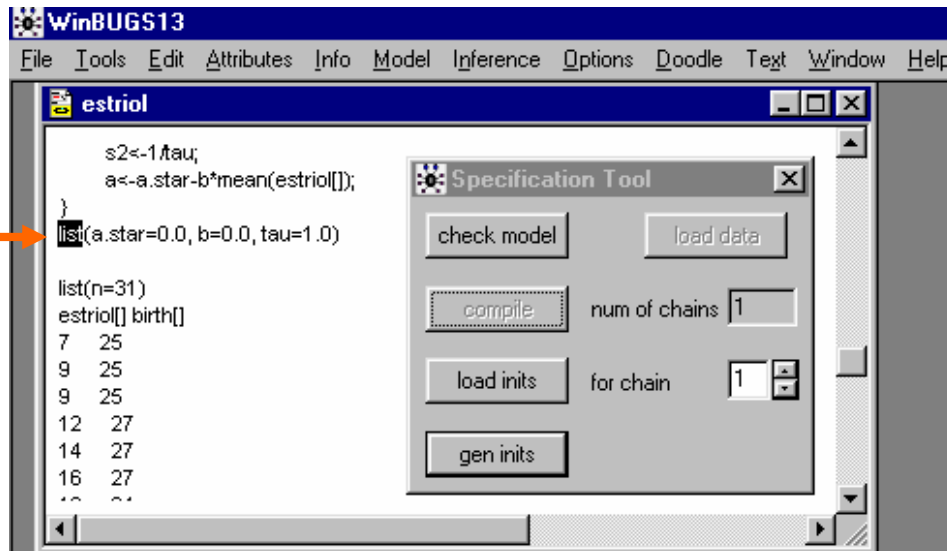 WinBUGS13
File Tools Edit Attributes Info Model Inference Options Doodle Text Window Help
estriol
s2<-1/tau;
a<-a.star-b*mean(estriol[]);
}
list(a.star=0.0, b=0.0, tau=1.0)
list(n=31)
estriol[] birth[]
7 25
9 25
9 25
12 27
14 27
16 27
Specification Tool
check model load data
compile num of chains 1
load inits for chain 1
gen inits